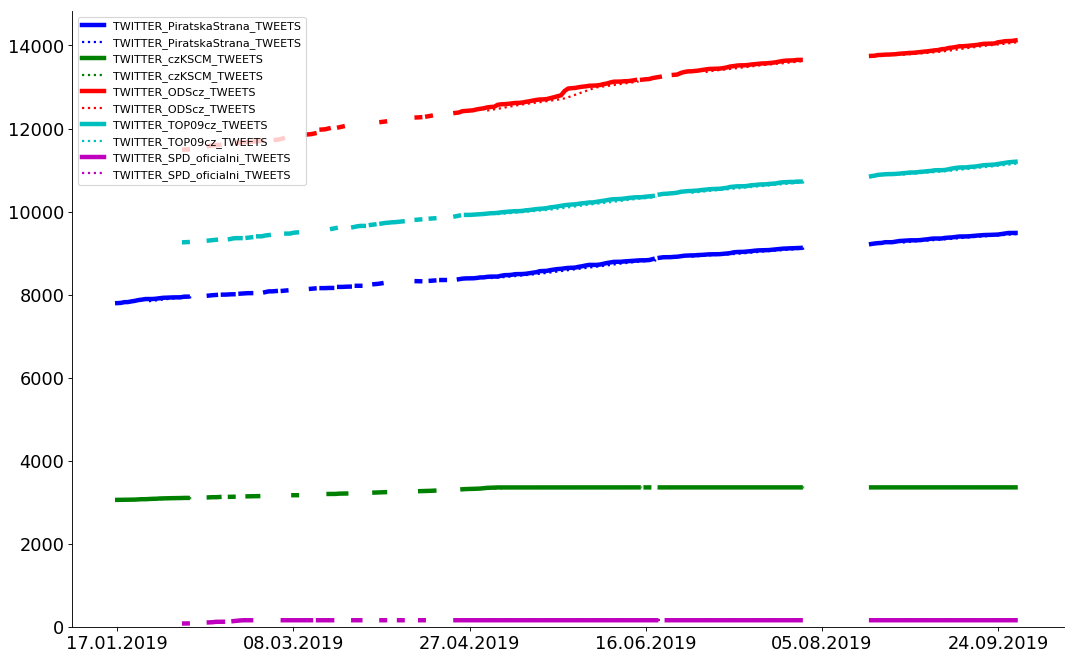 14000
12000
10000
8000
6000
4000
2000
0
TWITTER_PiratskaStrana_TWEETS
TWITTER_PiratskaStrana_TWEETS
TWITTER_czKSCM_TWEETS
TWITTER_czKSCM_TWEETS
TWITTER_ODScz_TWEETS
TWITTER_ODScz_TWEETS
TWITTER_TOP09cz_TWEETS
TWITTER_TOP09cz_TWEETS
TWITTER_SPD_oficialni_TWEETS
TWITTER_SPD_oficialni_TWEETS
17.01.2019 08.03.2019 27.04.2019 16.06.2019 05.08.2019 24.09.2019